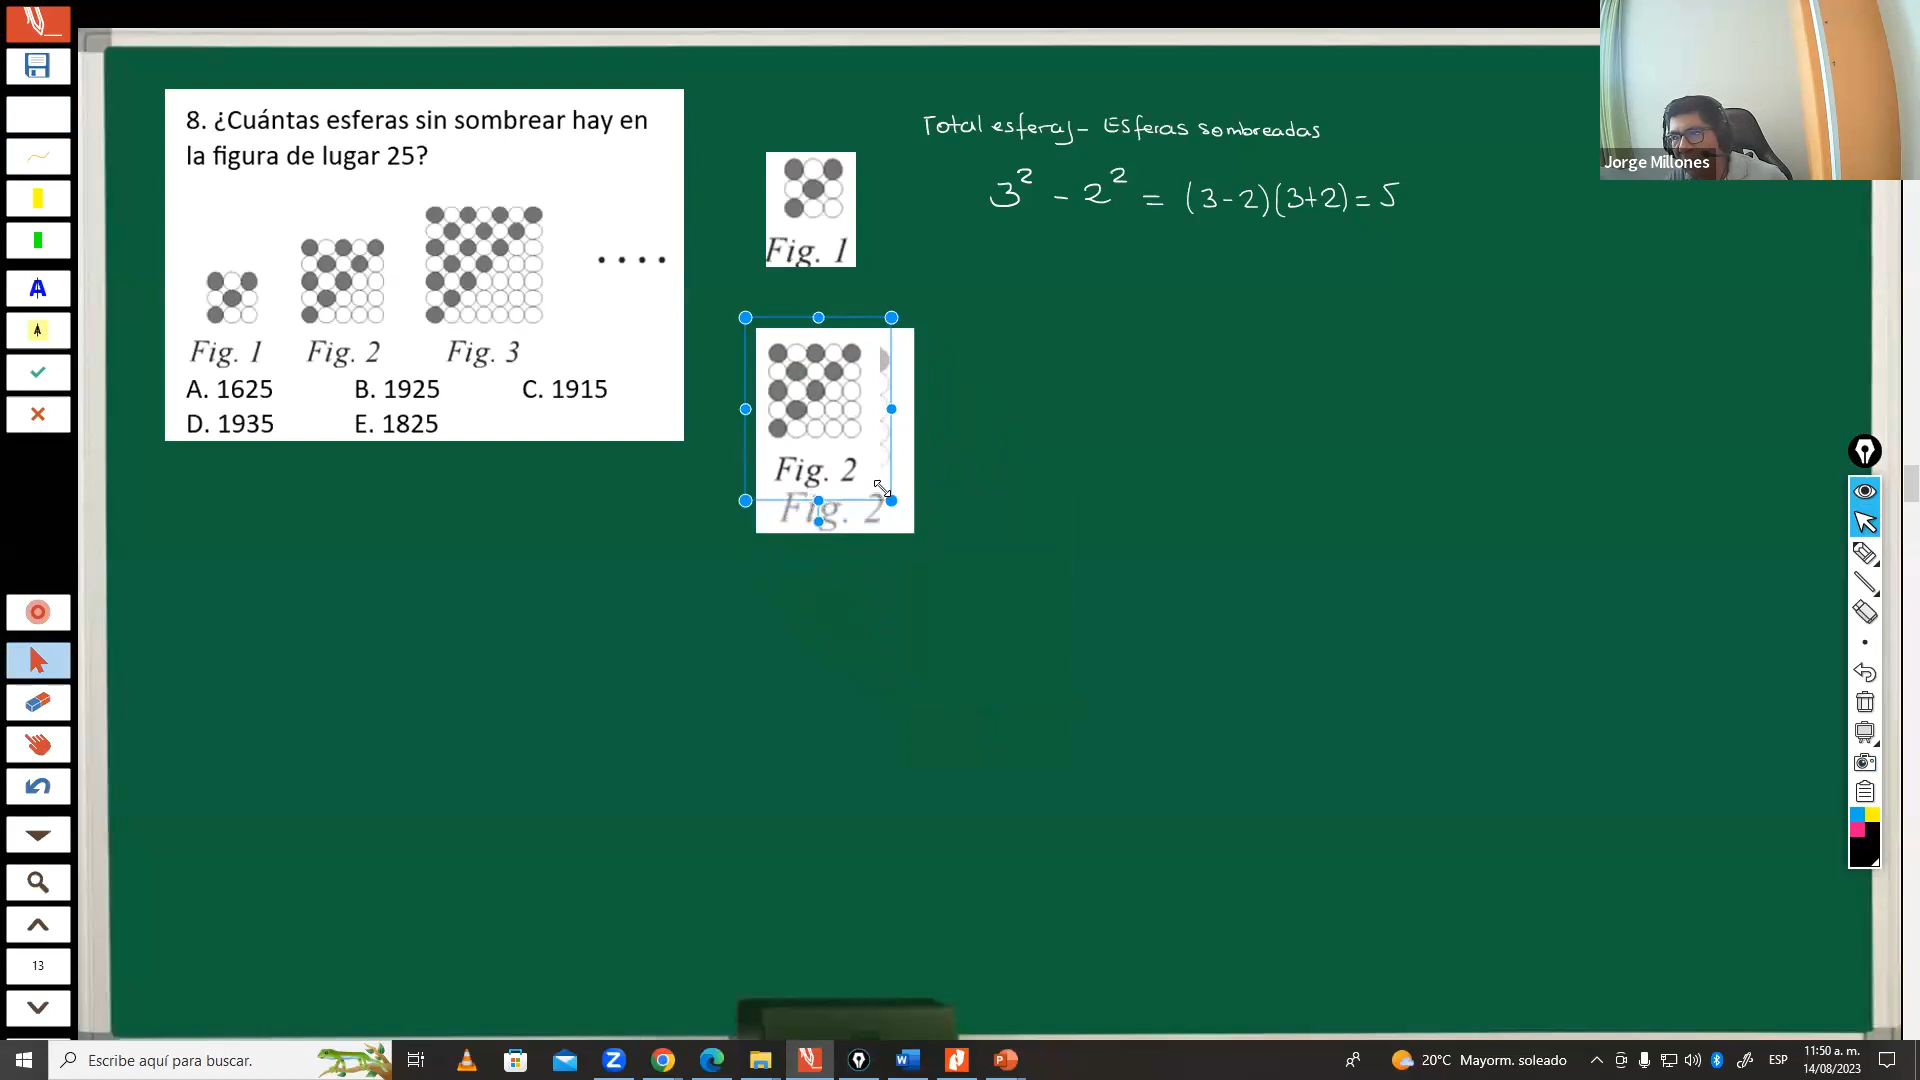 8. ¿Cuántas esferas sin sombrear hay en
la figura de lugar 25?
Fig. 1 Fig. 2 Fig. 3
A. 1625 B. 1925 C. 1915
D. 1935 E. 1825
Total esferas - Esferas sombreadas
3² - 2² = (3-2)(3+2) = 5
Fig. 1
Fig. 2
Fig. 2
Jorge Millones
A
13
Escribe aquí para buscar.
20°C Mayorm. soleado
ESP
11:50 a. m.
14/08/2023